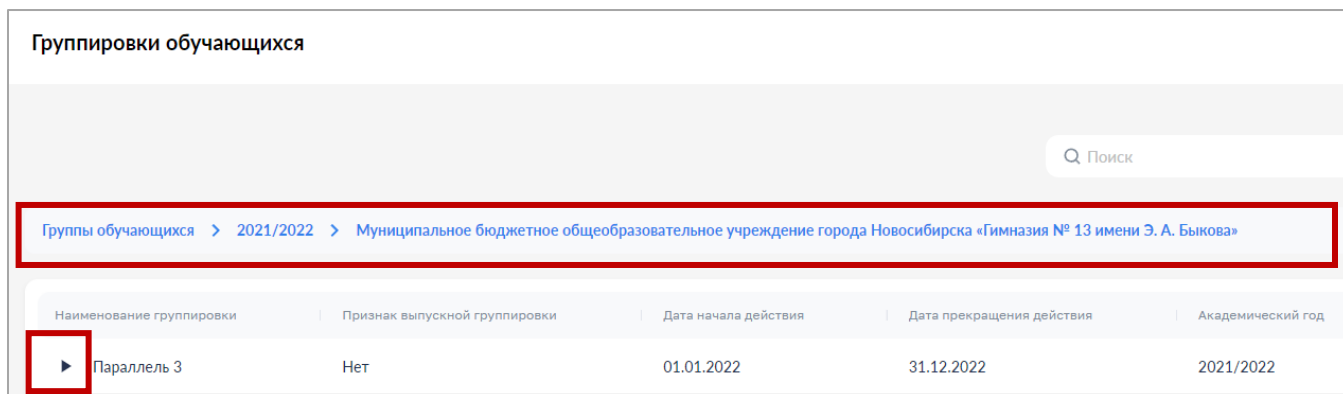 Группировки обучающихся
Поиск
Группы обучающихся > 2021/2022 > Муниципальное бюджетное общеобразовательное учреждение города Новосибирска «Гимназия № 13 имени Э. А. Быкова»
Наименование группировки Признак выпускной группировки Дата начала действия Дата прекращения действия Академический год
Параллель 3 Нет 01.01.2022 31.12.2022 2021/2022